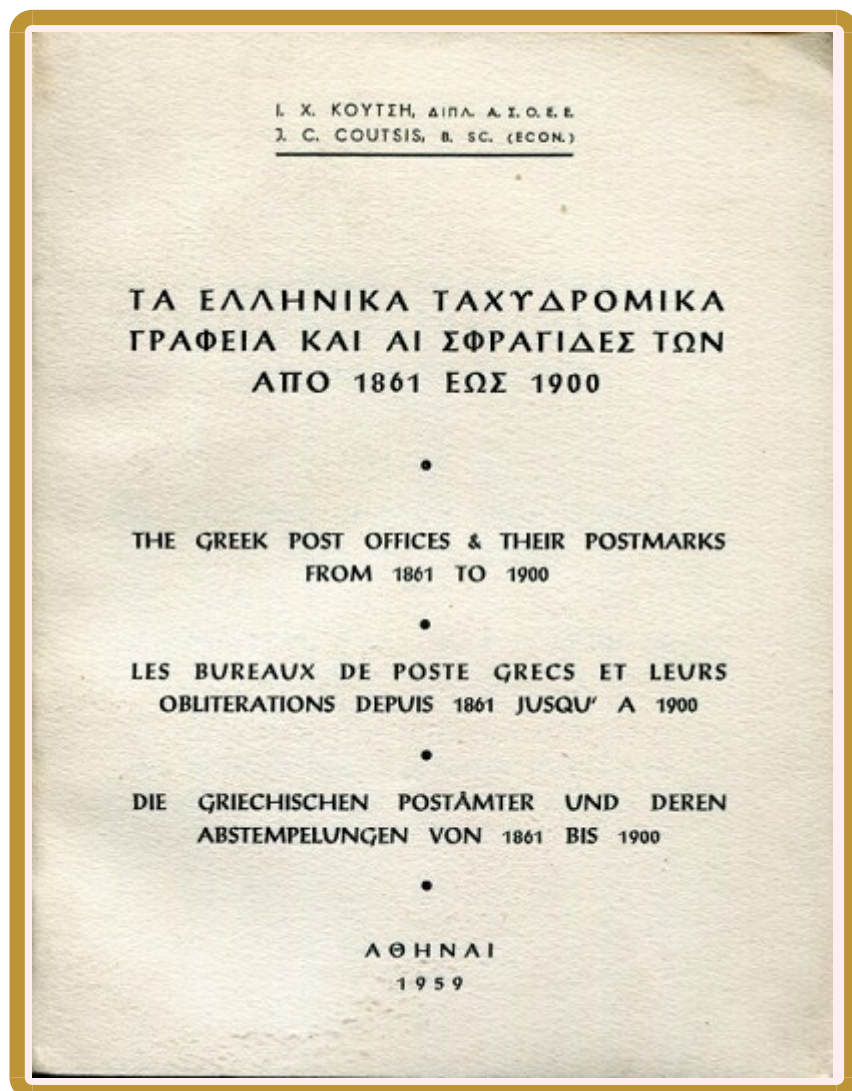 Ι. Χ. ΚΟΥΤΣΗ, ΔΙΠΛ. Α. Σ. Ο. Ε. Ε.
J. C. COUTSIS, B. SC. (ECON.)
ΤΑ ΕΛΛΗΝΙΚΑ ΤΑΧΥΔΡΟΜΙΚΑ
ΓΡΑΦΕΙΑ ΚΑΙ ΑΙ ΣΦΡΑΓΙΔΕΣ ΤΩΝ
ΑΠΟ 1861 ΕΩΣ 1900
THE GREEK POST OFFICES & THEIR POSTMARKS
FROM 1861 TO 1900
LES BUREAUX DE POSTE GRECS ET LEURS
OBLITERATIONS DEPUIS 1861 JUSQU' A 1900
DIE GRIECHISCHEN POSTÄMTER UND DEREN
ABSTEMPELUNGEN VON 1861 BIS 1900
ΑΘΗΝΑΙ
1959